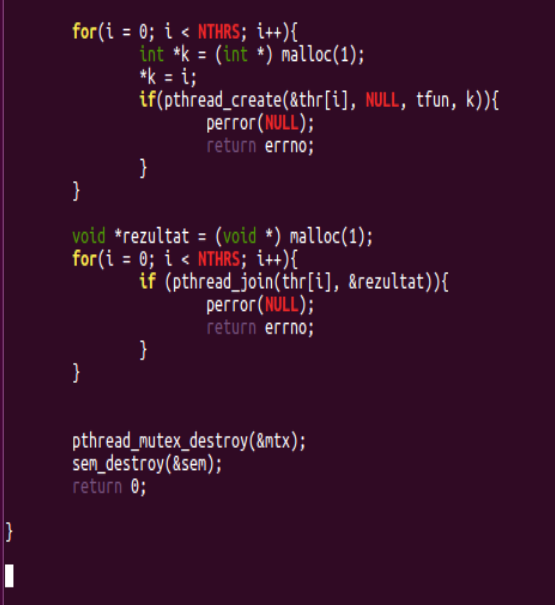 for(i = 0; i < NTHRS; i++){
int *k = (int *) malloc(1);
*k = i;
if(pthread_create(&thr[i], NULL, tfun, k)){
perror(NULL);
return errno;
}
}
void *rezultat = (void *) malloc(1);
for(i = 0; i < NTHRS; i++){
if (pthread_join(thr[i], &rezultat)){
perror(NULL);
return errno;
}
}
pthread_mutex_destroy(&mtx);
sem_destroy(&sem);
return 0;
}